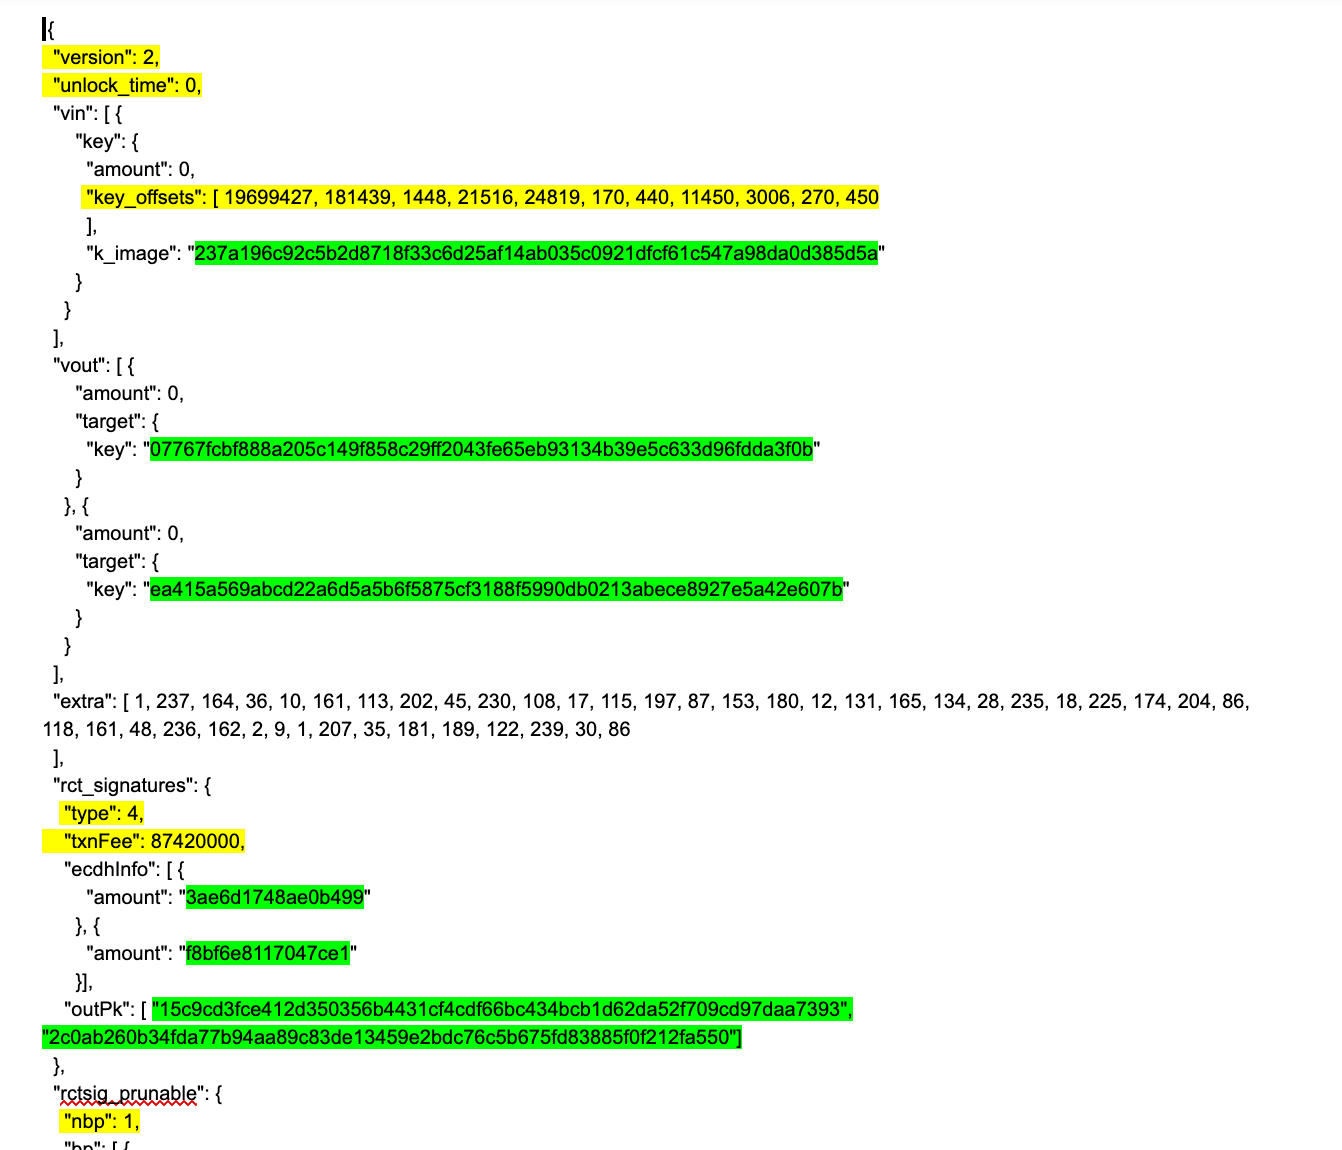 {
"version": 2,
"unlock_time": 0,
"vin": [ {
"key": {
"amount": 0,
"key_offsets": [ 19699427, 181439, 1448, 21516, 24819, 170, 440, 11450, 3006, 270, 450
],
"k_image": "237a196c92c5b2d8718f33c6d25af14ab035c0921dfcf61c547a98da0d385d5a"
}
}
],
"vout": [ {
"amount": 0,
"target": {
"key": "07767fcbf888a205c149f858c29ff2043fe65eb93134b39e5c633d96fdda3f0b"
}
}, {
"amount": 0,
"target": {
"key": "ea415a569abcd22a6d5a5b6f5875cf3188f5990db0213abece8927e5a42e607b"
}
}
],
"extra": [ 1, 237, 164, 36, 10, 161, 113, 202, 45, 230, 108, 17, 115, 197, 87, 153, 180, 12, 131, 165, 134, 28, 235, 18, 225, 174, 204, 86,
118, 161, 48, 236, 162, 2, 9, 1, 207, 35, 181, 189, 122, 239, 30, 86
],
"rct_signatures": {
"type": 4,
"txnFee": 87420000,
"ecdhInfo": [ {
"amount": "3ae6d1748ae0b499"
}, {
"amount": "f8bf6e8117047ce1"
}],
"outPk": [ "15c9cd3fce412d350356b4431cf4cdf66bc434bcb1d62da52f709cd97daa7393",
"2c0ab260b34fda77b94aa89c83de13459e2bdc76c5b675fd83885f0f212fa550"]
},
"rctsig_prunable": {
"nbp": 1,
"bp": [ {